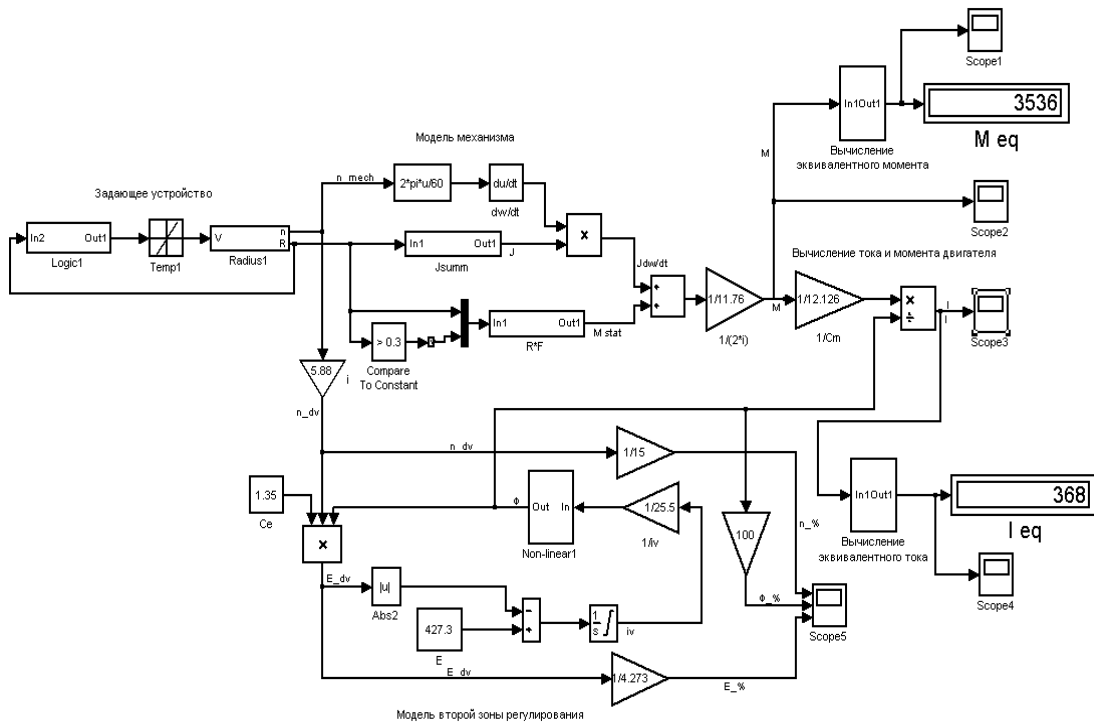 Scope1
In1Out1
3536
M eq
Вычисление
эквивалентного момента
M
Модель механизма
n_mech
2*pi*u/60
du/dt
dw/dt
Scope2
Задающее устройство
In2
Out1
Logic1
Temp1
V
n
R
Radius1
In1
Out1
J
Jsumm
×
Jdw/dt
Вычисление тока и момента двигателя
+
+
1/11.76
1/(2*i)
M
1/12.126
1/Cm
×
÷
I
I
Scope3
In1
Out1
M stat
R*F
> 0.3
Compare
To Constant
5.88
i
n_dv
n_dv
1/15
1.35
Ce
Ф
Out
In
Non-linear1
1/25.5
1/iv
100
n_%
In1Out1
368
I eq
Вычисление
эквивалентного тока
×
E_dv
|u|
Abs2
Ф_%
Scope5
Scope4
427.3
E
−
+
1
s
iv
E_dv
1/4.273
E_%
Модель второй зоны регулирования